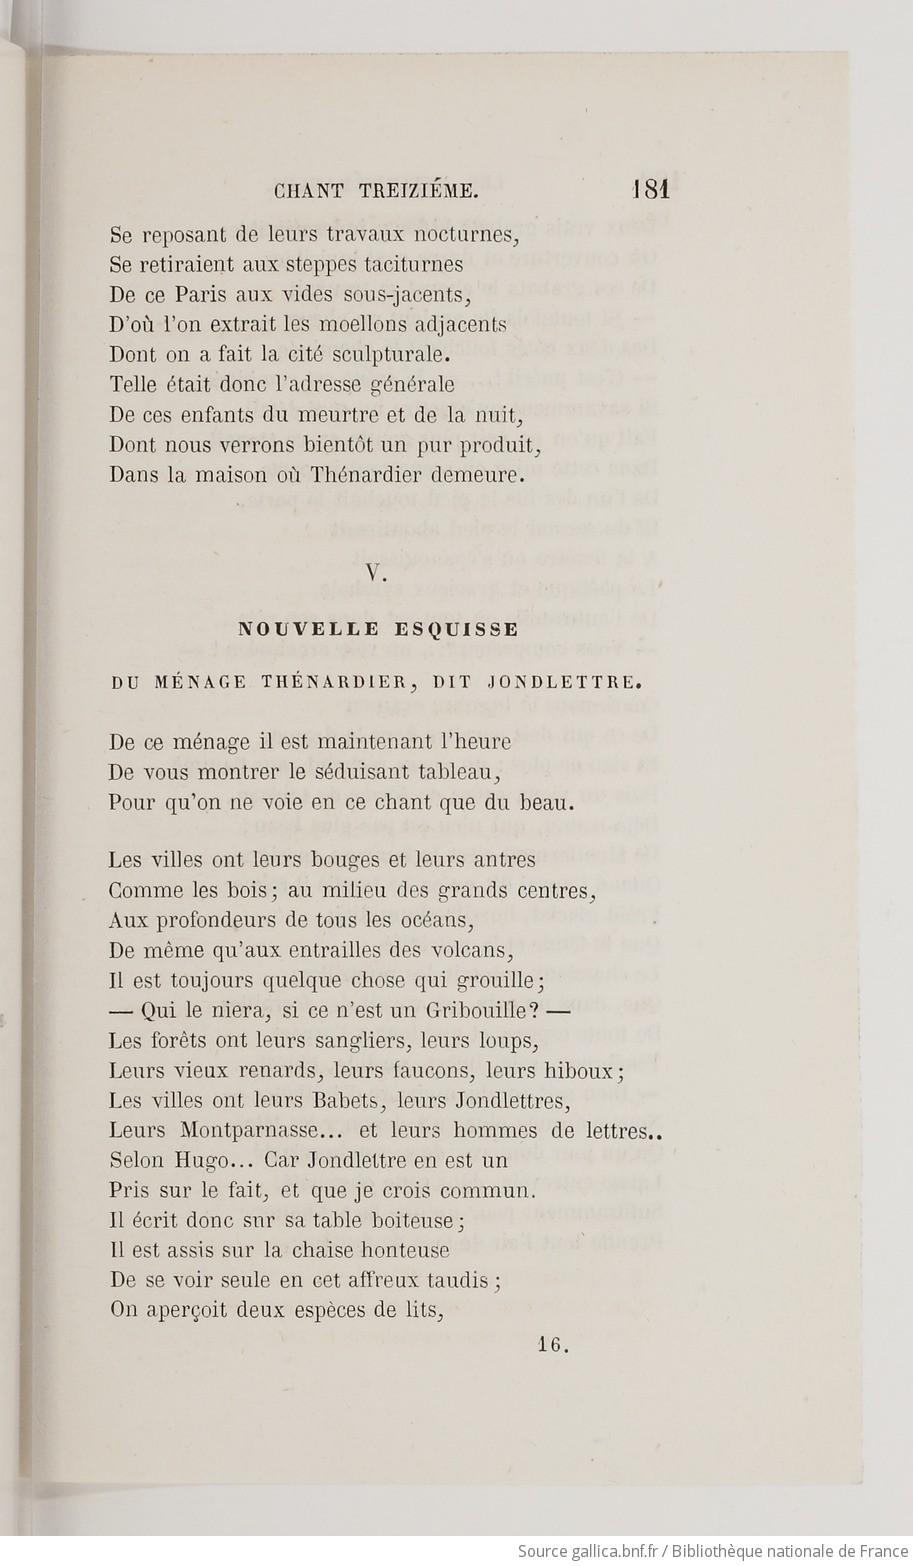 CHANT TREIZIÉME. 181
Se reposant de leurs travaux nocturnes,
Se retiraient aux steppes taciturnes
De ce Paris aux vides sous-jacents,
D'où l'on extrait les moellons adjacents
Dont on a fait la cité sculpturale.
Telle était donc l'adresse générale
De ces enfants du meurtre et de la nuit,
Dont nous verrons bientôt un pur produit,
Dans la maison où Thénardier demeure.
V.
NOUVELLE ESQUISSE
DU MÉNAGE THÉNARDIER, DIT JONDLETTRE.
De ce ménage il est maintenant l'heure
De vous montrer le séduisant tableau,
Pour qu'on ne voie en ce chant que du beau.
Les villes ont leurs bouges et leurs antres
Comme les bois; au milieu des grands centres,
Aux profondeurs de tous les océans,
De même qu'aux entrailles des volcans,
Il est toujours quelque chose qui grouille;
— Qui le niera, si ce n'est un Gribouille? —
Les forêts ont leurs sangliers, leurs loups,
Leurs vieux renards, leurs faucons, leurs hiboux;
Les villes ont leurs Babets, leurs Jondlettres,
Leurs Montparnasse... et leurs hommes de lettres..
Selon Hugo... Car Jondlettre en est un
Pris sur le fait, et que je crois commun.
Il écrit donc sur sa table boiteuse;
Il est assis sur la chaise honteuse
De se voir seule en cet affreux taudis;
On aperçoit deux espèces de lits,
16.
Source gallica.bnf.fr / Bibliothèque nationale de France